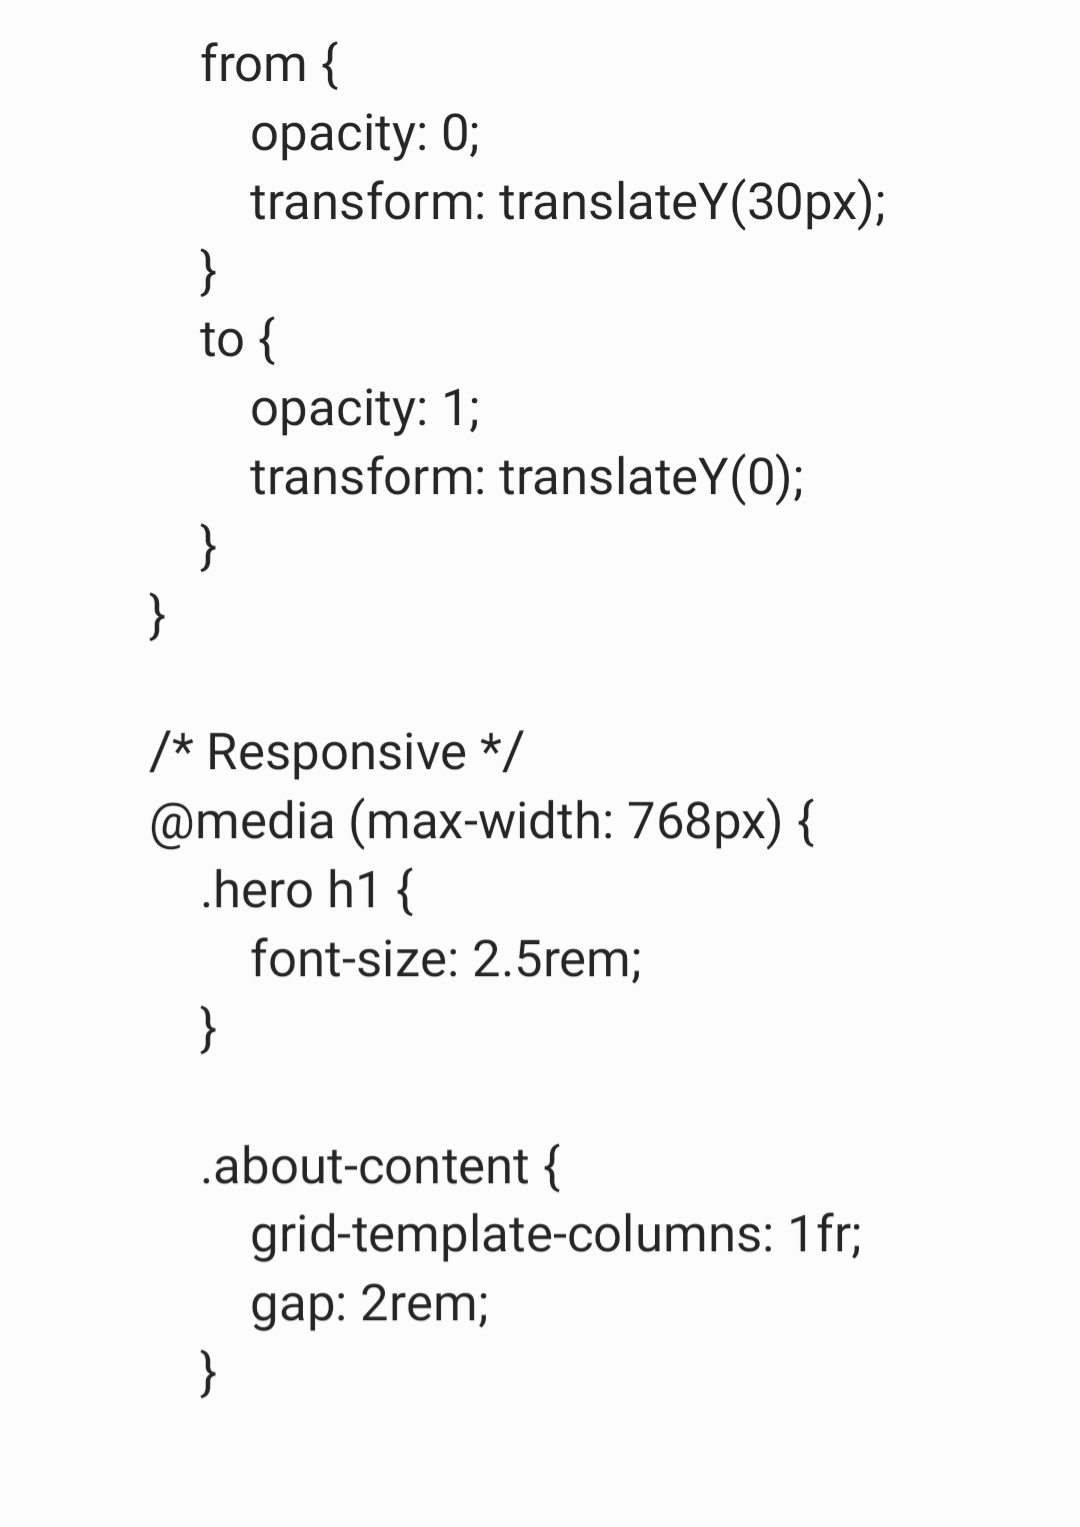 from {
opacity: 0;
transform: translateY(30px);
}
to {
opacity: 1;
transform: translateY(0);
}
}
/* Responsive */
@media (max-width: 768px) {
.hero h1 {
font-size: 2.5rem;
}
.about-content {
grid-template-columns: 1fr;
gap: 2rem;
}